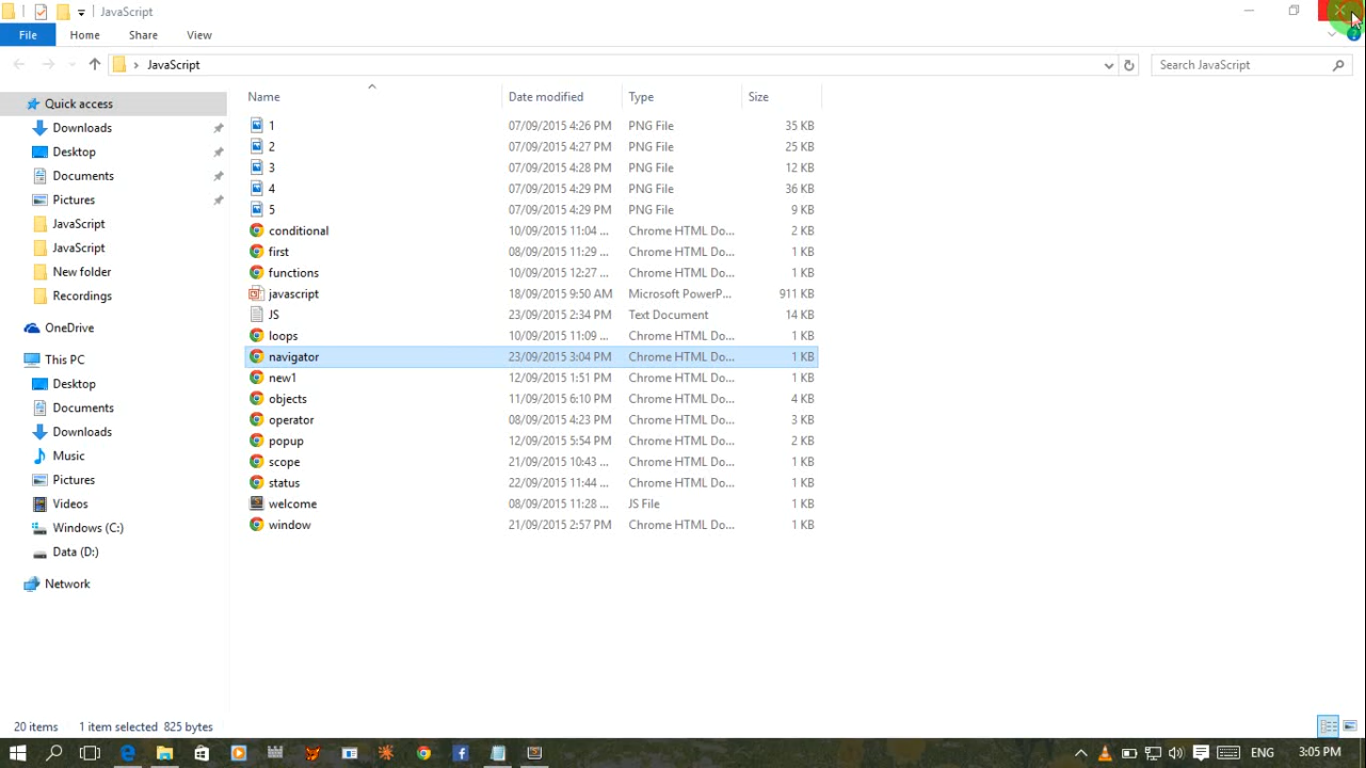 JavaScript
File Home Share View
JavaScript
Search JavaScript
Name Date modified Type Size
Quick access
Downloads
Desktop
Documents
Pictures
JavaScript
JavaScript
New folder
Recordings
OneDrive
This PC
Desktop
Documents
Downloads
Music
Pictures
Videos
Windows (C:)
Data (D:)
Network
1 07/09/2015 4:26 PM PNG File 35 KB
2 07/09/2015 4:27 PM PNG File 25 KB
3 07/09/2015 4:28 PM PNG File 12 KB
4 07/09/2015 4:29 PM PNG File 36 KB
5 07/09/2015 4:29 PM PNG File 9 KB
conditional 10/09/2015 11:04 ... Chrome HTML Do... 2 KB
first 08/09/2015 11:29 ... Chrome HTML Do... 1 KB
functions 10/09/2015 12:27 ... Chrome HTML Do... 1 KB
javascript 18/09/2015 9:50 AM Microsoft PowerP... 911 KB
JS 23/09/2015 2:34 PM Text Document 14 KB
loops 10/09/2015 11:09 ... Chrome HTML Do... 1 KB
navigator 23/09/2015 3:04 PM Chrome HTML Do... 1 KB
new1 12/09/2015 1:51 PM Chrome HTML Do... 1 KB
objects 11/09/2015 6:10 PM Chrome HTML Do... 4 KB
operator 08/09/2015 4:23 PM Chrome HTML Do... 3 KB
popup 12/09/2015 5:54 PM Chrome HTML Do... 2 KB
scope 21/09/2015 10:43 ... Chrome HTML Do... 1 KB
status 22/09/2015 11:44 ... Chrome HTML Do... 1 KB
welcome 08/09/2015 11:28 ... JS File 1 KB
window 21/09/2015 2:57 PM Chrome HTML Do... 1 KB
20 items 1 item selected 825 bytes
ENG 3:05 PM